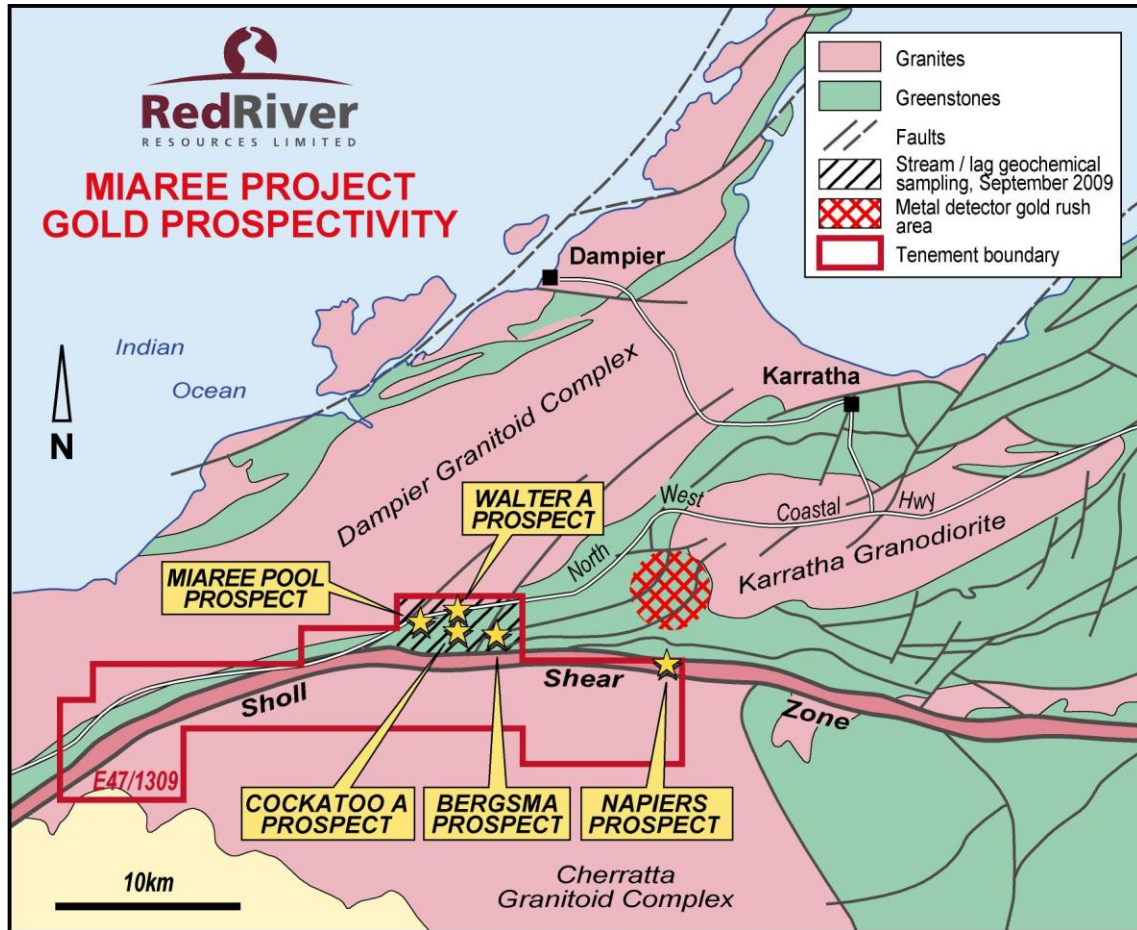 RedRiver
RESOURCES LIMITED
MIAREE PROJECT
GOLD PROSPECTIVITY
Granites
Greenstones
Faults
Stream / lag geochemical
sampling, September 2009
Metal detector gold rush
area
Tenement boundary
Dampier
Indian
Ocean
N
Karratha
Dampier Granitoid Complex
WALTER A
PROSPECT
North West Coastal Hwy
Karratha Granodiorite
MIAREE POOL
PROSPECT
Sholl Shear Zone
E47/1309
COCKATOO A
PROSPECT
BERGSMA
PROSPECT
NAPIERS
PROSPECT
10km
Cherratta
Granitoid Complex